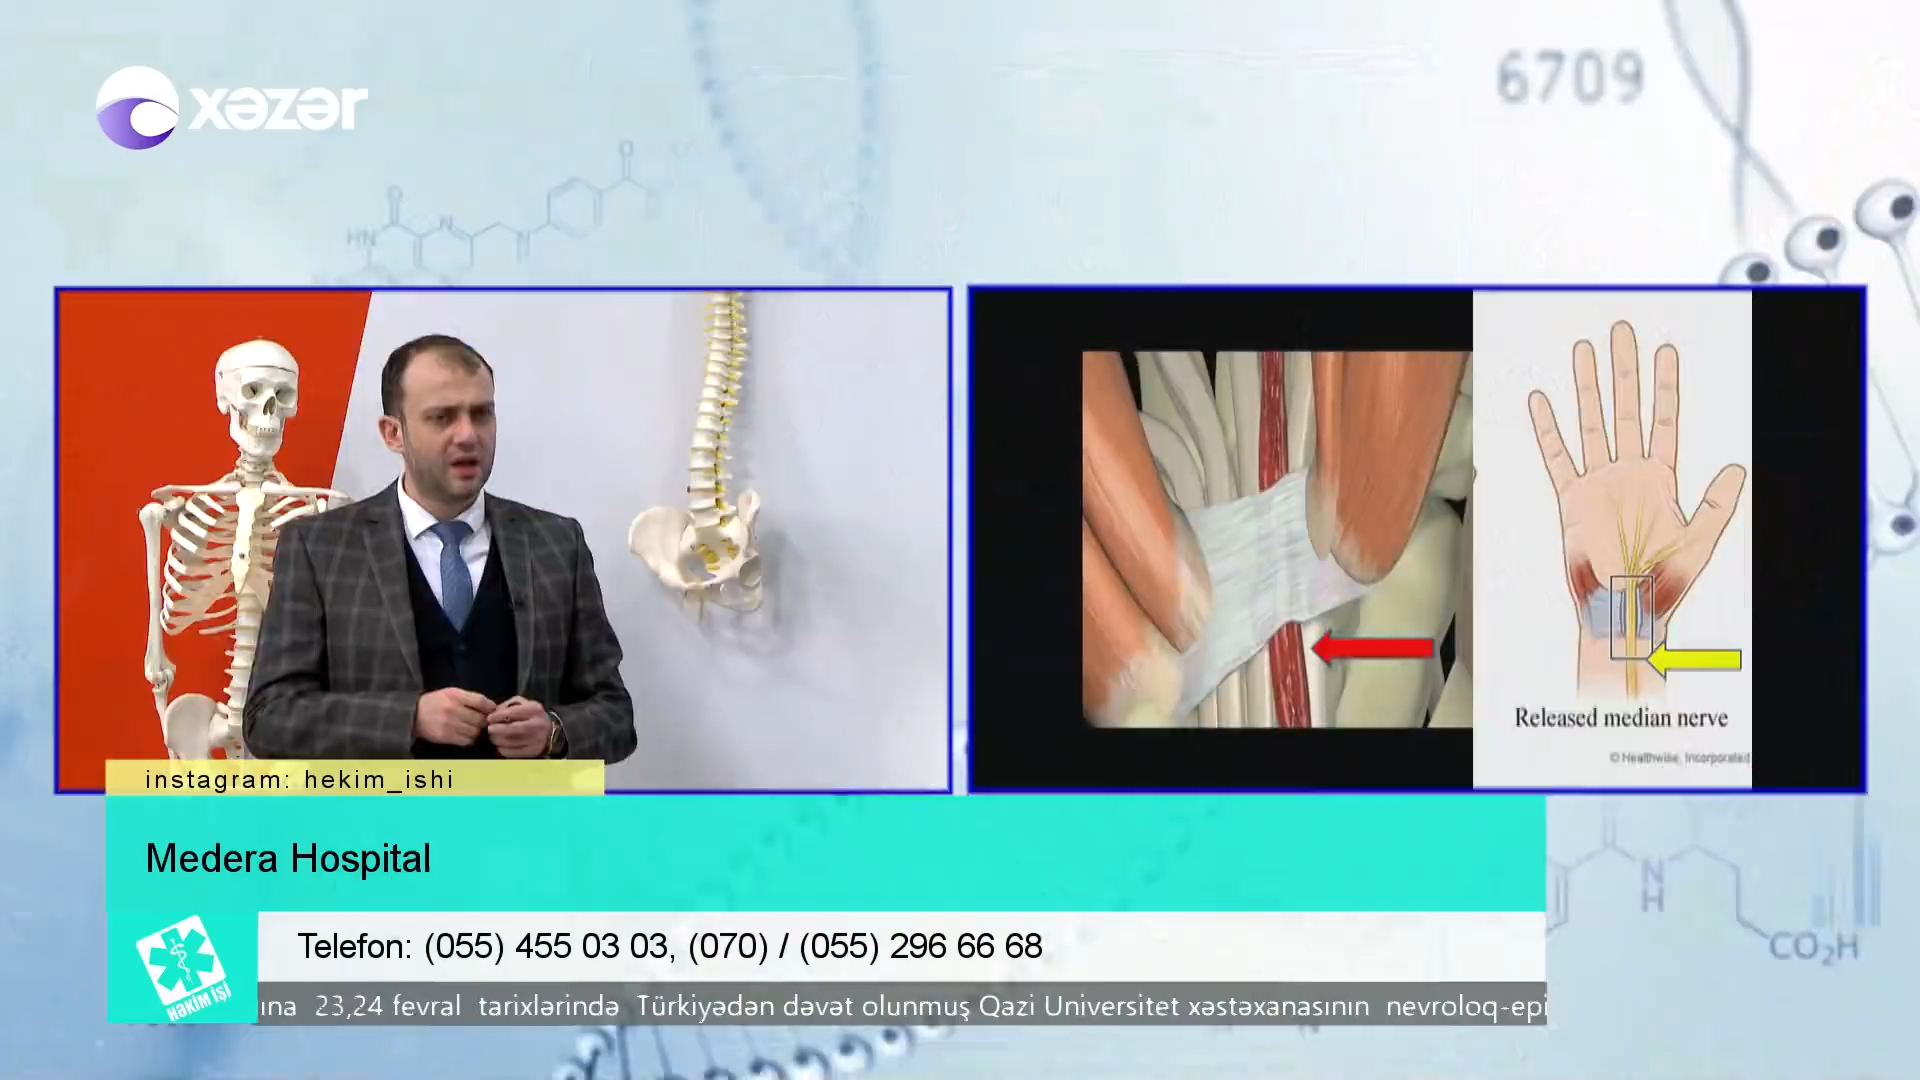 6709
xəzər
O
HN
N
N
O
Released median nerve
© Healthwise, Incorporated
instagram: hekim_ishi
Medera Hospital
Telefon: (055) 455 03 03, (070) / (055) 296 66 68
HƏKİM İŞİ
N
H
CO₂H
23,24 fevral tarixlərində Türkiyədən dəvət olunmuş Qazi Universitet xəstəxanasının nevroloq-epi